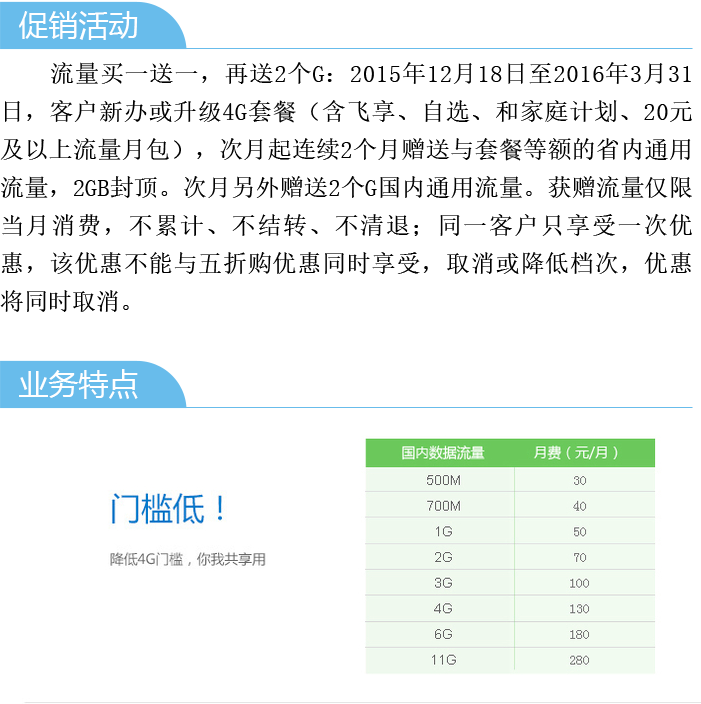 促销活动
流量买一送一，再送2个G：2015年12月18日至2016年3月31
日，客户新办或升级4G套餐（含飞享、自选、和家庭计划、20元
及以上流量月包），次月起连续2个月赠送与套餐等额的省内通用
流量，2GB封顶。次月另外赠送2个G国内通用流量。获赠流量仅限
当月消费，不累计、不结转、不清退；同一客户只享受一次优
惠，该优惠不能与五折购优惠同时享受，取消或降低档次，优惠
将同时取消。
业务特点
门槛低！
降低4G门槛，你我共享用
国内数据流量 月费（元/月）
500M 30
700M 40
1G 50
2G 70
3G 100
4G 130
6G 180
11G 280